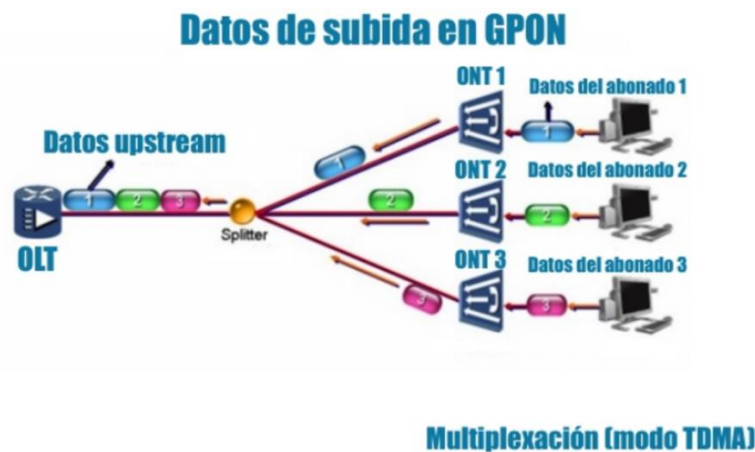 Datos de subida en GPON
ONT 1
Datos del abonado 1
1
Datos upstream
1
ONT 2
Datos del abonado 2
1 2 3
2
2
Splitter
OLT
ONT 3
Datos del abonado 3
3
3
Multiplexación (modo TDMA)